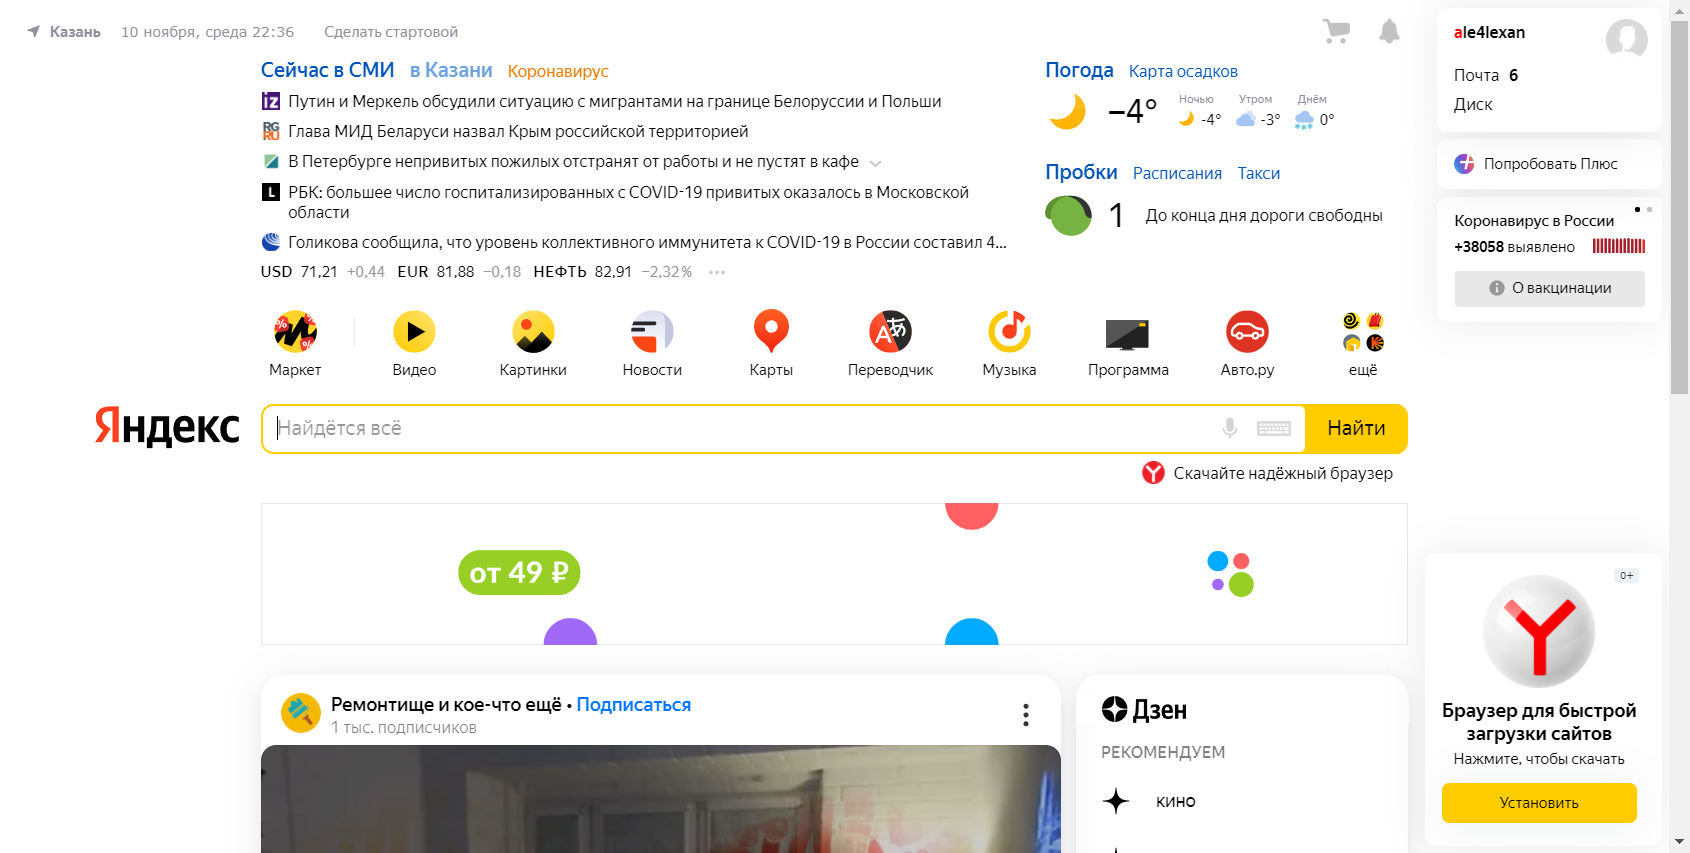 Казань 10 ноября, среда 22:36 Сделать стартовой
Сейчас в СМИ в Казани Коронавирус
Путин и Меркель обсудили ситуацию с мигрантами на границе Белоруссии и Польши
Глава МИД Беларуси назвал Крым российской территорией
В Петербурге непривитых пожилых отстранят от работы и не пустят в кафе
РБК: большее число госпитализированных с COVID-19 привитых оказалось в Московской
области
Голикова сообщила, что уровень коллективного иммунитета к COVID-19 в России составил 4...
USD 71,21 +0,44 EUR 81,88 −0,18 НЕФТЬ 82,91 −2,32% •••
Погода Карта осадков
−4°
Ночью Утром Днём
-4° -3° 0°
Пробки Расписания Такси
1 До конца дня дороги свободны
ale4lexan
Почта 6
Диск
Попробовать Плюс
Коронавирус в России
+38058 выявлено
О вакцинации
Маркет Видео Картинки Новости Карты Переводчик Музыка Программа Авто.ру ещё
Яндекс Найдётся всё Найти
Скачайте надёжный браузер
от 49 ₽
Ремонтище и кое-что ещё • Подписаться
1 тыс. подписчиков
Дзен
РЕКОМЕНДУЕМ
кино
0+
Браузер для быстрой
загрузки сайтов
Нажмите, чтобы скачать
Установить